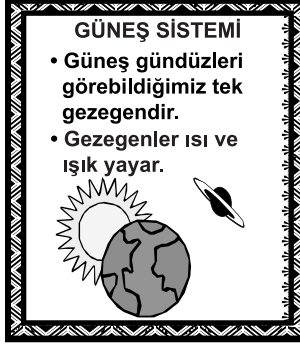 GÜNEŞ SİSTEMİ
• Güneş gündüzleri
görebildiğimiz tek
gezegendir.
• Gezegenler ısı ve
ışık yayar.